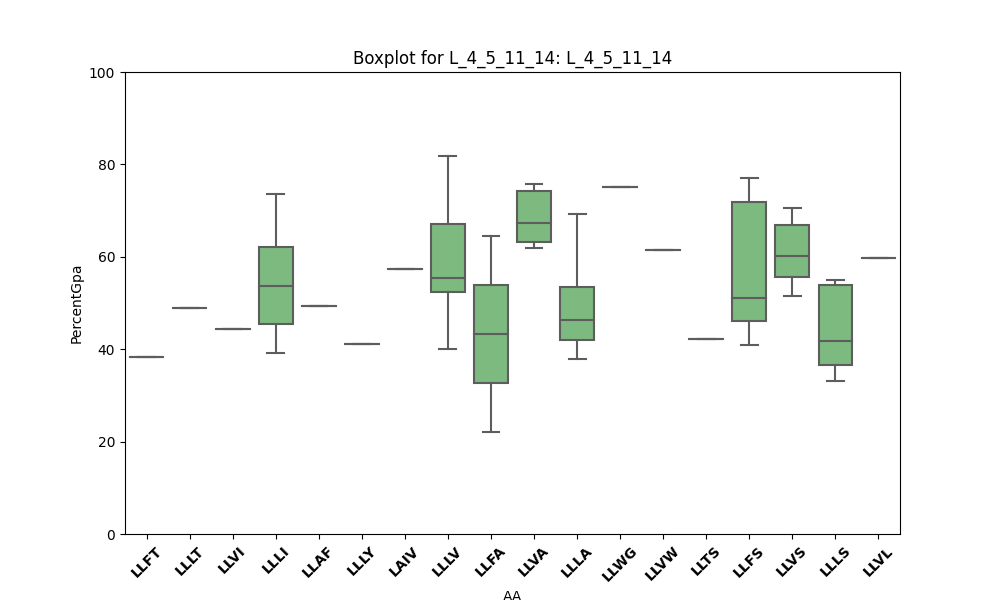 Boxplot for L_4_5_11_14: L_4_5_11_14
100
80
60
40
20
0
PercentGpa
LLFT LLLT LLVI LLLI LLAF LLLY LAIV LLLV LLFA LLVA LLLA LLWG LLVW LLTS LLFS LLVS LLLS LLVL
AA